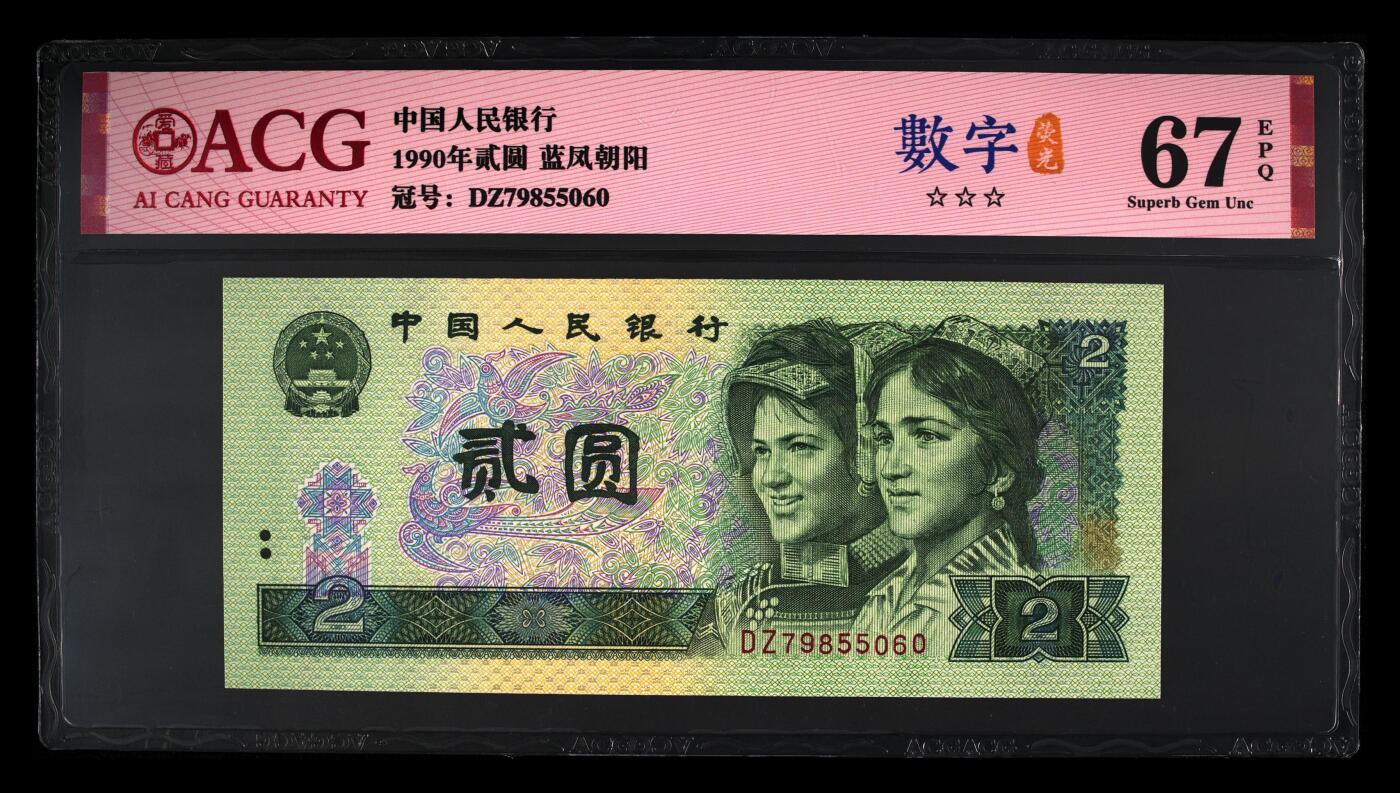 爱藏
ACG
AI CANG GUARANTY
中国人民银行
1990年贰圆 蓝凤朝阳
冠号：DZ79855060
數字 荧光
☆☆☆
67 EPQ
Superb Gem Unc
中国人民银行
2
贰圆
2
DZ79855060
2